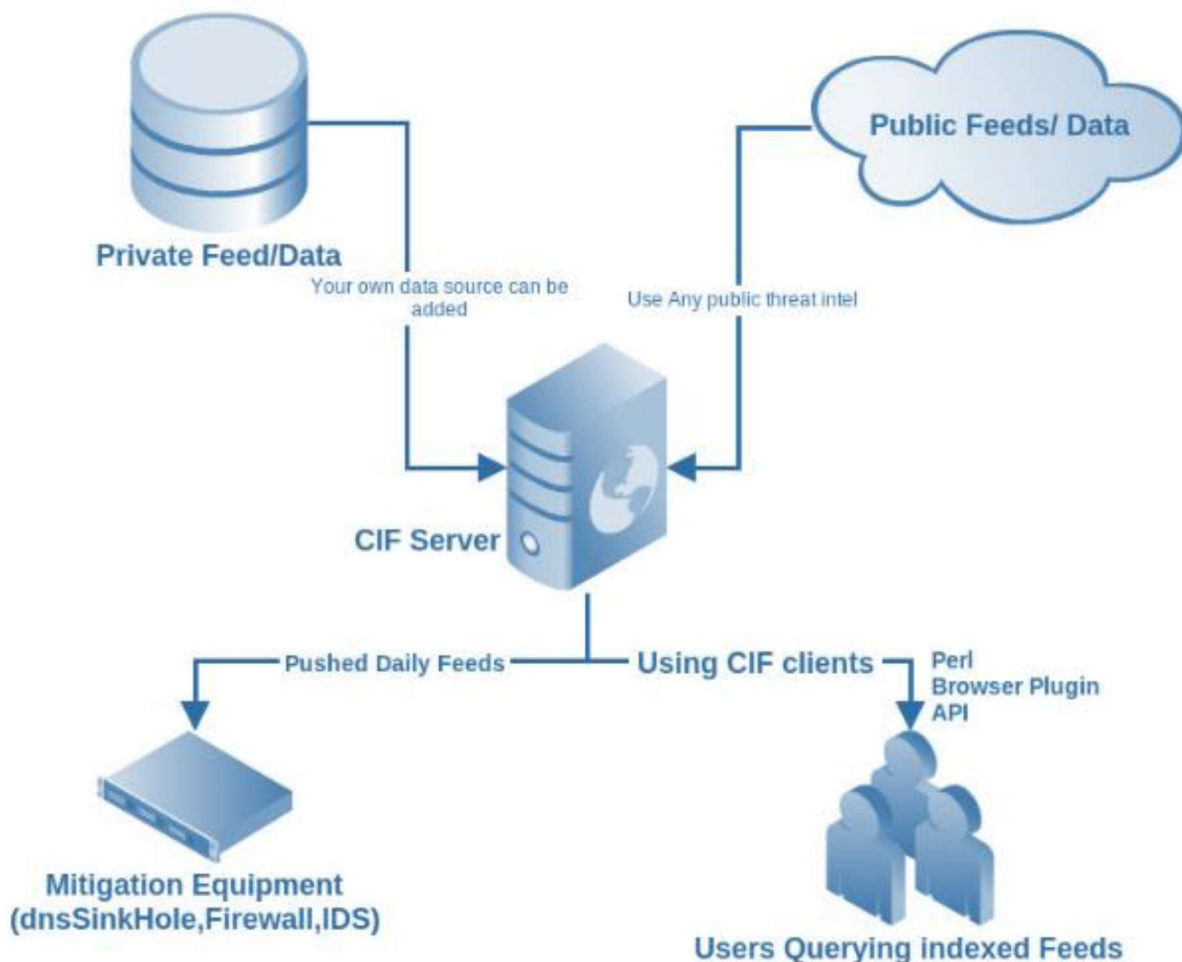 Public Feeds/ Data
Private Feed/Data
Your own data source can be
added
Use Any public threat intel
CIF Server
Pushed Daily Feeds
Using CIF clients
Perl
Browser Plugin
API
Mitigation Equipment
(dnsSinkHole,Firewall,IDS)
Users Querying indexed Feeds